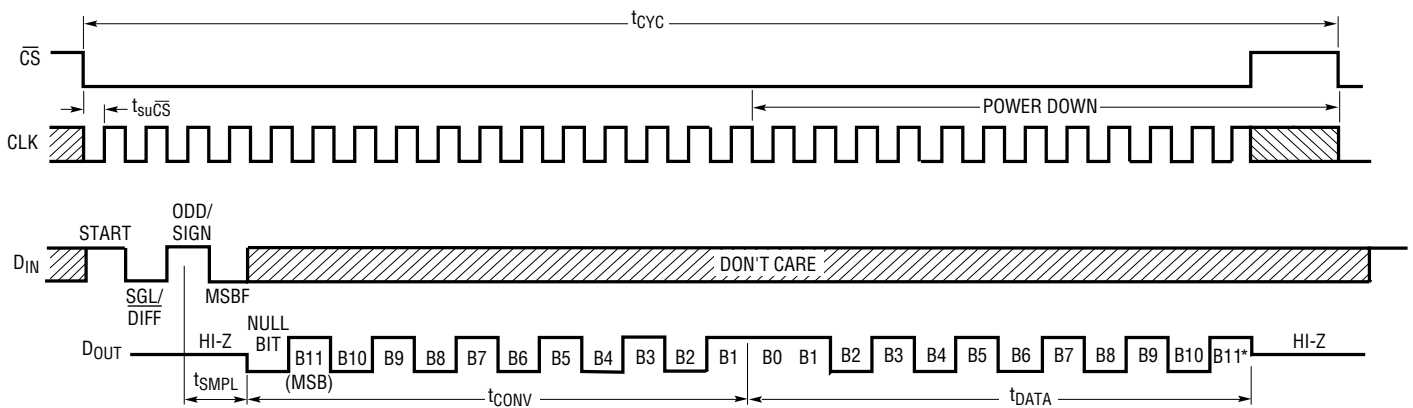 tCYC
CS
tsuCS
POWER DOWN
CLK
START
ODD/
SIGN
DIN
DON'T CARE
SGL/
DIFF
MSBF
NULL
BIT
DOUT
HI-Z
B11
B10
B9
B8
B7
B6
B5
B4
B3
B2
B1
B0
B1
B2
B3
B4
B5
B6
B7
B8
B9
B10
B11*
HI-Z
(MSB)
tSMPL
tCONV
tDATA